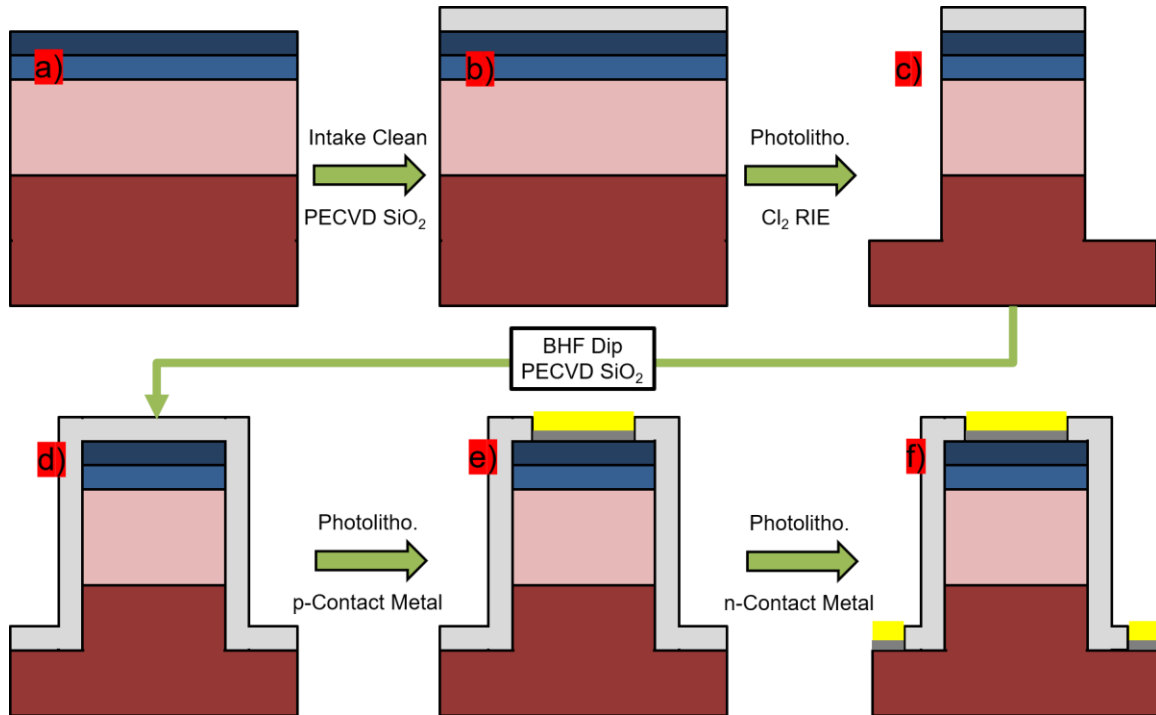 a)
Intake Clean
PECVD SiO₂
b)
Photolitho.
Cl₂ RIE
c)
BHF Dip
PECVD SiO₂
d)
Photolitho.
p-Contact Metal
e)
Photolitho.
n-Contact Metal
f)